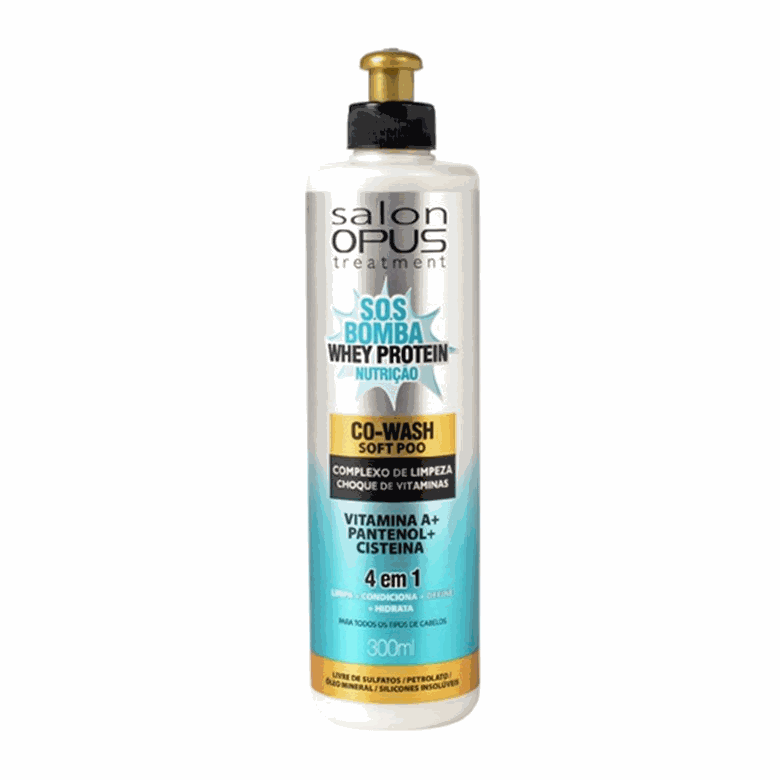 salon
OPUS
treatment
S.O.S
BOMBA
WHEY PROTEIN
NUTRIÇÃO
CO-WASH
SOFT POO
COMPLEXO DE LIMPEZA
CHOQUE DE VITAMINAS
VITAMINA A+
PANTENOL+
CISTEINA
4 em 1
LIMPA + CONDICIONA + DEFINE
+ HIDRATA
PARA TODOS OS TIPOS DE CABELOS
300ml
LIVRE DE SULFATOS / PETROLATO /
ÓLEO MINERAL / SILICONES INSOLÚVEIS